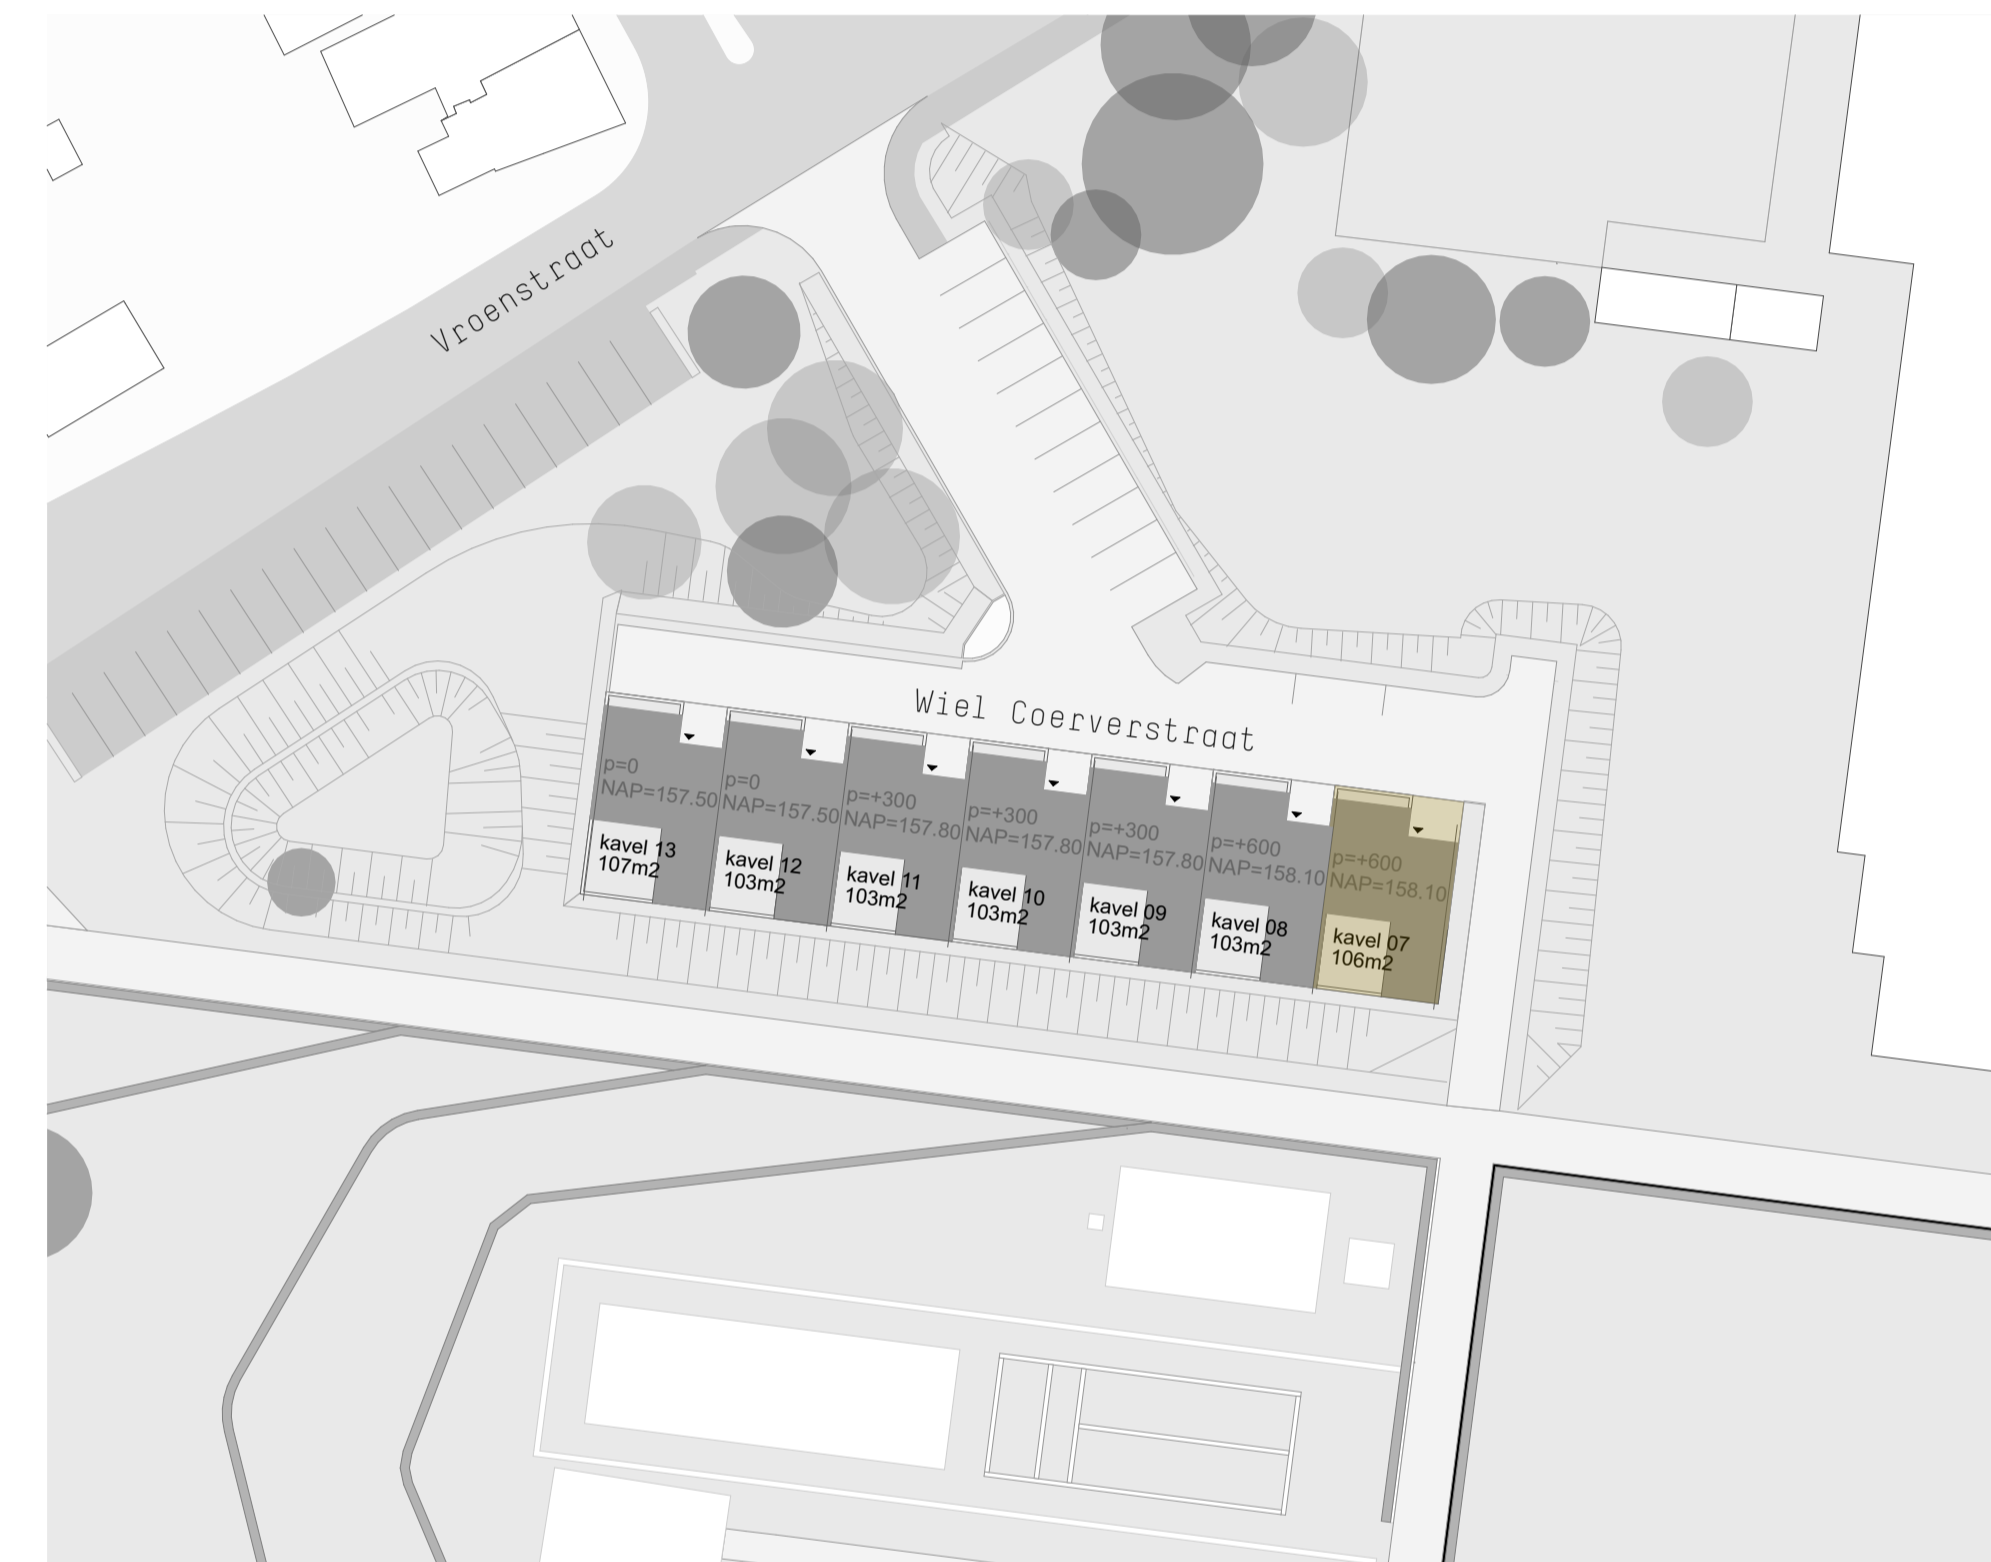 Vroenstraat
Wiel Coerverstraat
p=0
NAP=157.50
kavel 13
107m2
p=0
NAP=157.50
kavel 12
103m2
p=+300
NAP=157.80
kavel 11
103m2
p=+300
NAP=157.80
kavel 10
103m2
p=+300
NAP=157.80
kavel 09
103m2
p=+600
NAP=158.10
kavel 08
103m2
p=+600
NAP=158.10
kavel 07
106m2